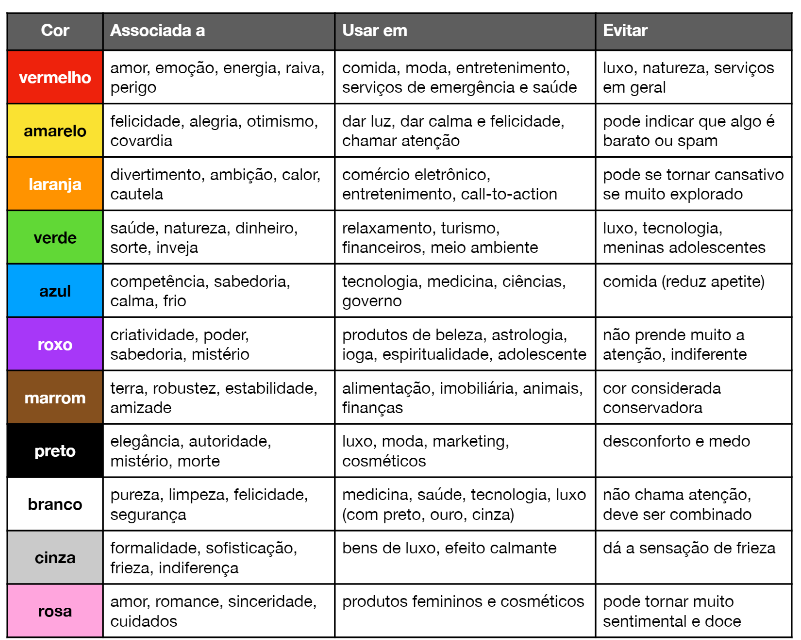 Cor Associada a Usar em Evitar
vermelho
amor, emoção, energia, raiva,
perigo
comida, moda, entretenimento,
serviços de emergência e saúde
luxo, natureza, serviços
em geral
amarelo
felicidade, alegria, otimismo,
covardia
dar luz, dar calma e felicidade,
chamar atenção
pode indicar que algo é
barato ou spam
laranja
divertimento, ambição, calor,
cautela
comércio eletrônico,
entretenimento, call-to-action
pode se tornar cansativo
se muito explorado
verde
saúde, natureza, dinheiro,
sorte, inveja
relaxamento, turismo,
financeiros, meio ambiente
luxo, tecnologia,
meninas adolescentes
azul
competência, sabedoria,
calma, frio
tecnologia, medicina, ciências,
governo
comida (reduz apetite)
roxo
criatividade, poder,
sabedoria, mistério
produtos de beleza, astrologia,
ioga, espiritualidade, adolescente
não prende muito a
atenção, indiferente
marrom
terra, robustez, estabilidade,
amizade
alimentação, imobiliária, animais,
finanças
cor considerada
conservadora
preto
elegância, autoridade,
mistério, morte
luxo, moda, marketing,
cosméticos
desconforto e medo
branco
pureza, limpeza, felicidade,
segurança
medicina, saúde, tecnologia, luxo
(com preto, ouro, cinza)
não chama atenção,
deve ser combinado
cinza
formalidade, sofisticação,
frieza, indiferença
bens de luxo, efeito calmante
dá a sensação de frieza
rosa
amor, romance, sinceridade,
cuidados
produtos femininos e cosméticos
pode tornar muito
sentimental e doce